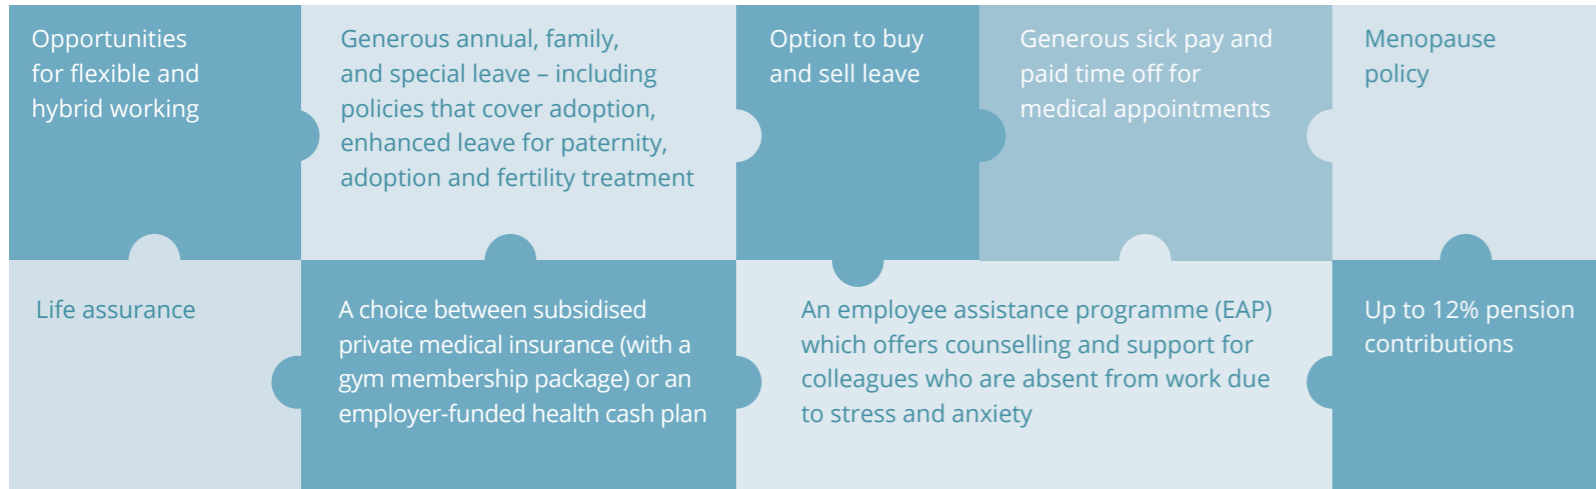 Opportunities
for flexible and
hybrid working
Generous annual, family,
and special leave – including
policies that cover adoption,
enhanced leave for paternity,
adoption and fertility treatment
Option to buy
and sell leave
Generous sick pay and
paid time off for
medical appointments
Menopause
policy
Life assurance
A choice between subsidised
private medical insurance (with a
gym membership package) or an
employer-funded health cash plan
An employee assistance programme (EAP)
which offers counselling and support for
colleagues who are absent from work due
to stress and anxiety
Up to 12% pension
contributions